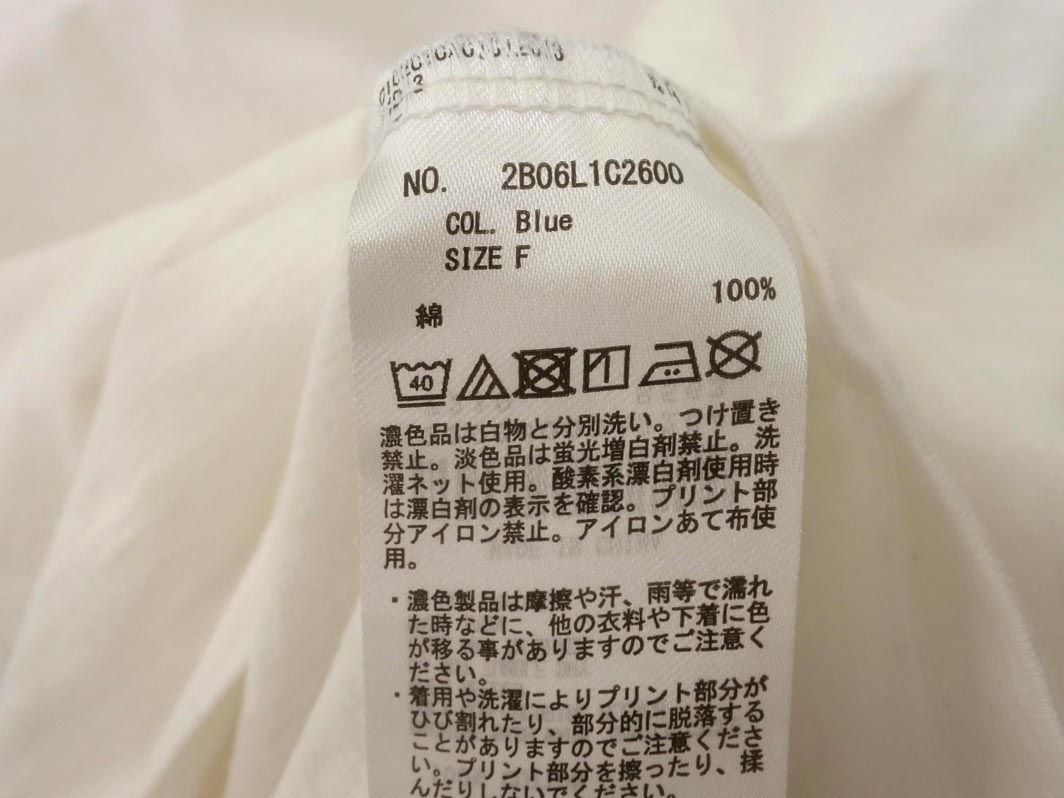 NO. 2B06L1C2600
COL. Blue
SIZE F
100%
綿
40
濃色品は白物と分別洗い。つけ置き
禁止。淡色品は蛍光増白剤禁止。洗
濯ネット使用。酸素系漂白剤使用時
は漂白剤の表示を確認。プリント部
分アイロン禁止。アイロンあて布使
用。
・濃色製品は摩擦や汗、雨等で濡れ
た時などに、他の衣料や下着に色
が移る事がありますのでご注意く
ださい。
・着用や洗濯によりプリント部分が
ひび割れたり、部分的に脱落する
ことがありますのでご注意くださ
い。プリント部分を擦ったり、揉
んだりしないでください。